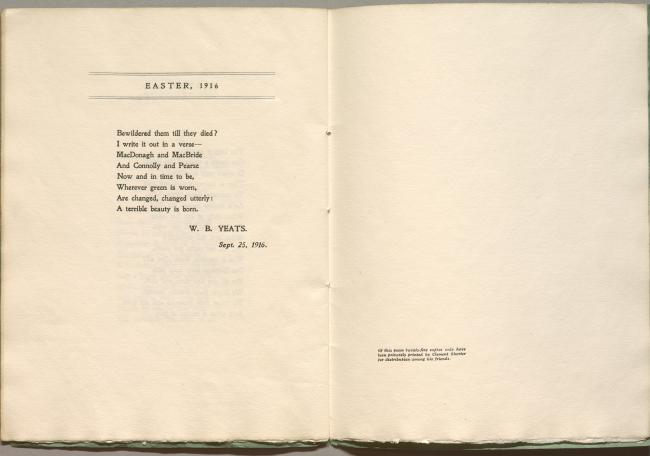 EASTER, 1916
Bewildered them till they died?
I write it out in a verse—
MacDonagh and MacBride
And Connolly and Pearse
Now and in time to be,
Wherever green is worn,
Are changed, changed utterly:
A terrible beauty is born.
W. B. YEATS.
Sept. 25, 1916.
Of this poem twenty-five copies only have
been privately printed by Clement Shorter
for distribution among his friends.